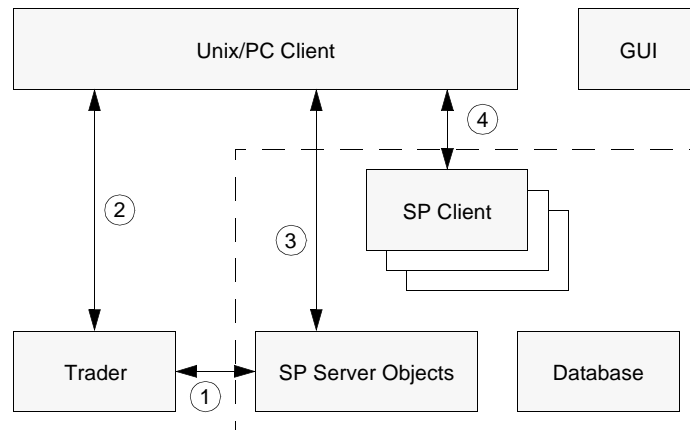 Unix/PC Client
GUI
4
SP Client
2
3
Trader
1
SP Server Objects
Database